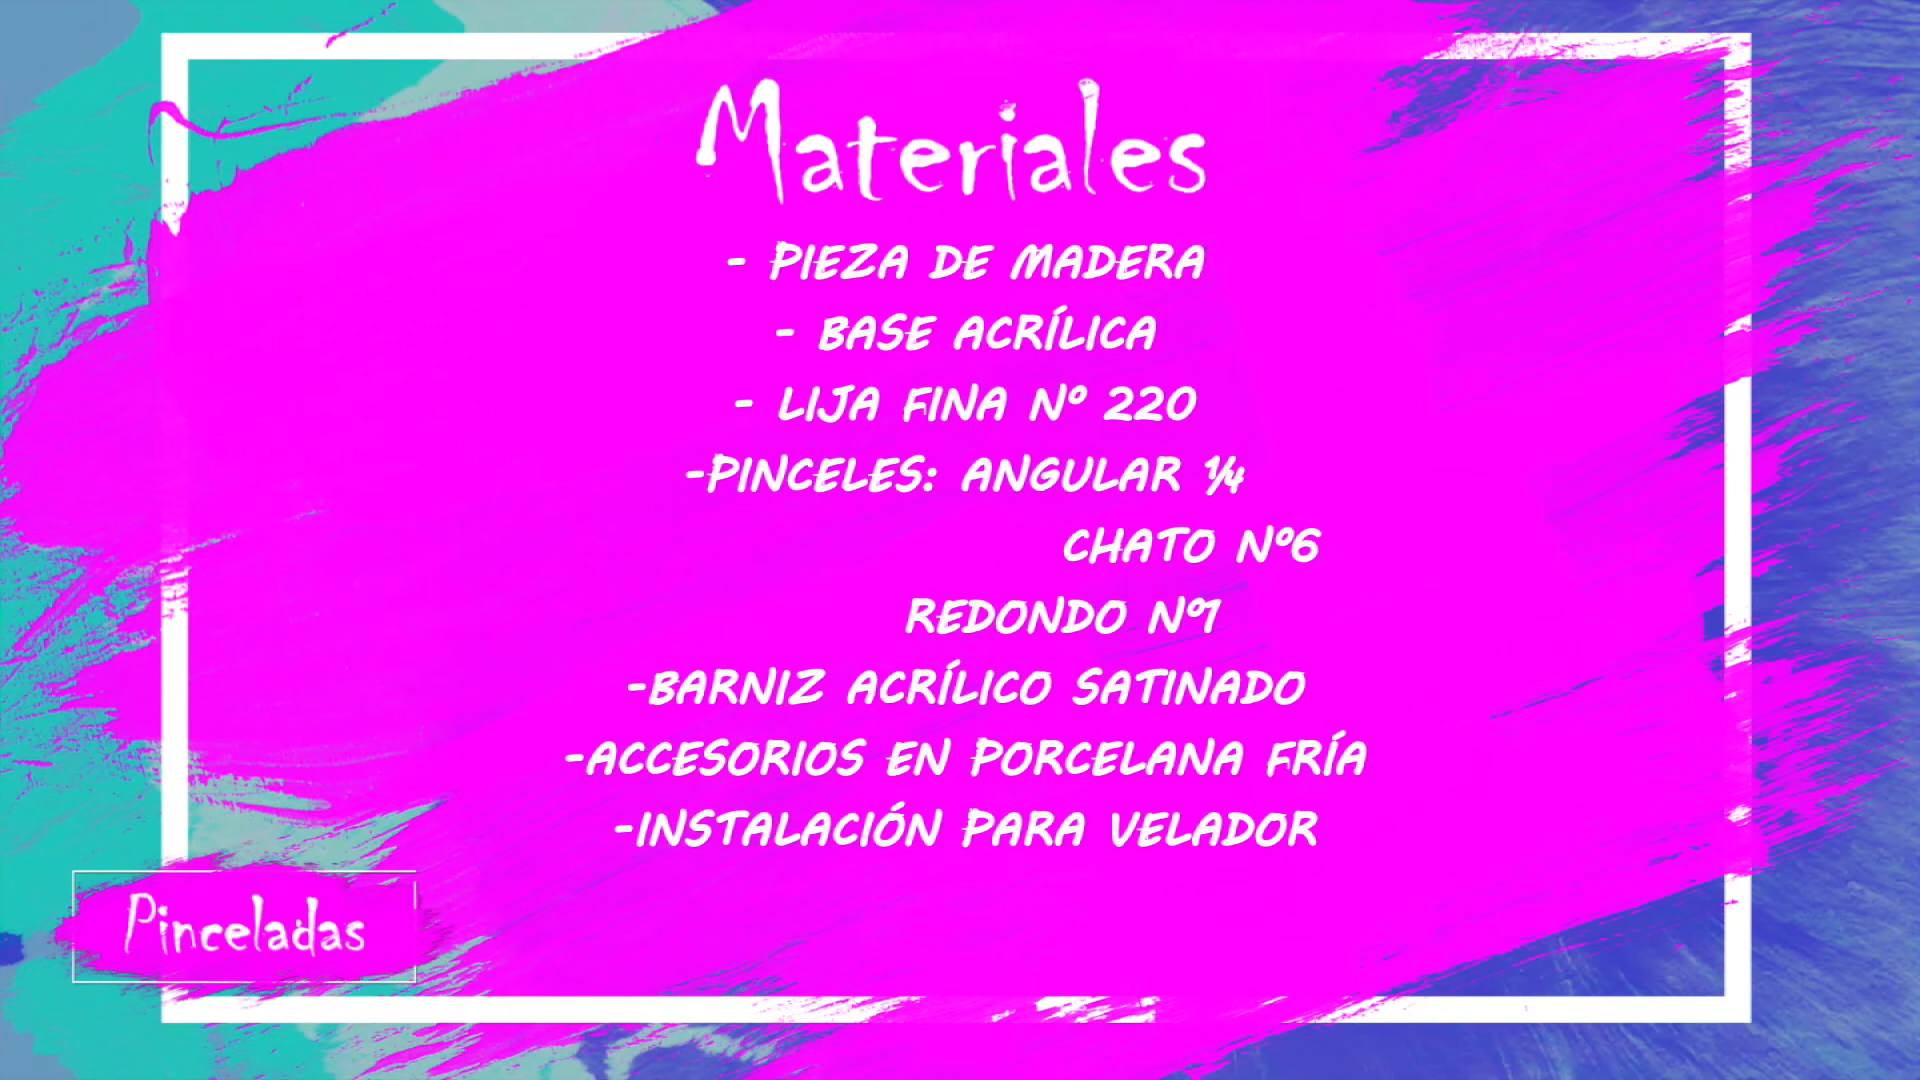 Materiales
- PIEZA DE MADERA
- BASE ACRÍLICA
- LIJA FINA Nº 220
-PINCELES: ANGULAR ¼
CHATO Nº6
REDONDO Nº1
-BARNIZ ACRÍLICO SATINADO
-ACCESORIOS EN PORCELANA FRÍA
-INSTALACIÓN PARA VELADOR
Pinceladas